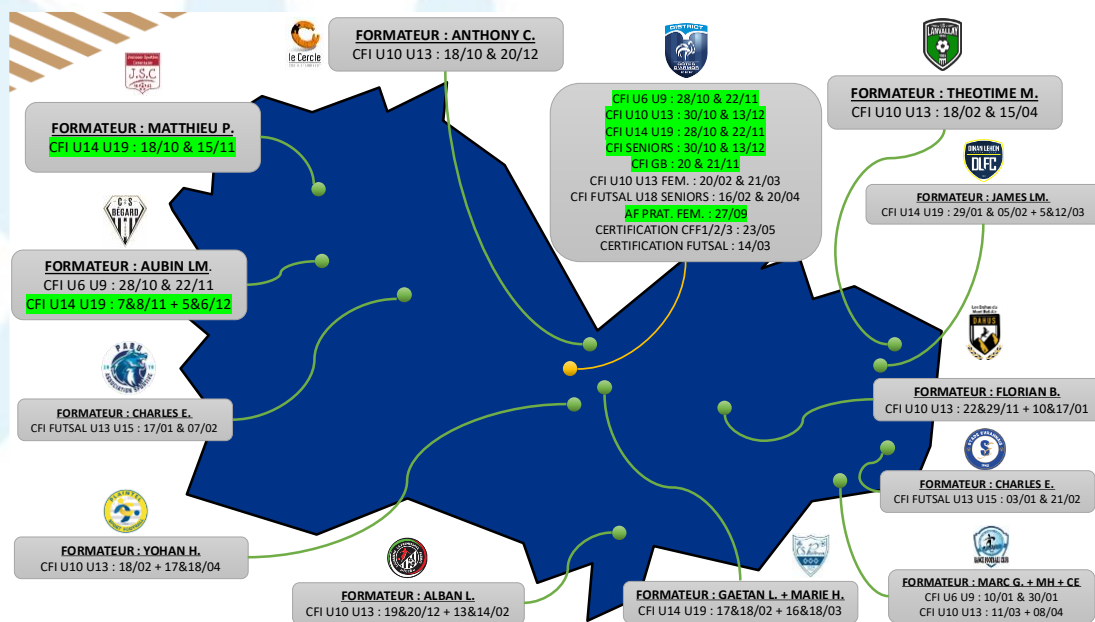 le Cercle
FORMATEUR : ANTHONY C.
CFI U10 U13 : 18/10 & 20/12
DISTRICT
CÔTES
D'ARMOR
LANVALLAY
J.S.C
FORMATEUR : MATTHIEU P.
CFI U14 U19 : 18/10 & 15/11
CFI U6 U9 : 28/10 & 22/11
CFI U10 U13 : 30/10 & 13/12
CFI U14 U19 : 28/10 & 22/11
CFI SENIORS : 30/10 & 13/12
CFI GB : 20 & 21/11
CFI U10 U13 FEM. : 20/02 & 21/03
CFI FUTSAL U18 SENIORS : 16/02 & 20/04
AF PRAT. FEM. : 27/09
CERTIFICATION CFF1/2/3 : 23/05
CERTIFICATION FUTSAL : 14/03
FORMATEUR : THEOTIME M.
CFI U10 U13 : 18/02 & 15/04
DINAN LEHON
DLFC
FORMATEUR : JAMES LM.
CFI U14 U19 : 29/01 & 05/02 + 5&12/03
C S
BÉGARD
FORMATEUR : AUBIN LM.
CFI U6 U9 : 28/10 & 22/11
CFI U14 U19 : 7&8/11 + 5&6/12
DAHUS
PABU
ASSOCIATION SPORTIVE
FORMATEUR : CHARLES E.
CFI FUTSAL U13 U15 : 17/01 & 07/02
FORMATEUR : FLORIAN B.
CFI U10 U13 : 22&29/11 + 10&17/01
S
FORMATEUR : CHARLES E.
CFI FUTSAL U13 U15 : 03/01 & 21/02
PLAINTEL
FORMATEUR : YOHAN H.
CFI U10 U13 : 18/02 + 17&18/04
FORMATEUR : ALBAN L.
CFI U10 U13 : 19&20/12 + 13&14/02
FORMATEUR : GAETAN L. + MARIE H.
CFI U14 U19 : 17&18/02 + 16&18/03
RANCE FOOTBALL CLUB
FORMATEUR : MARC G. + MH + CE
CFI U6 U9 : 10/01 & 30/01
CFI U10 U13 : 11/03 + 08/04